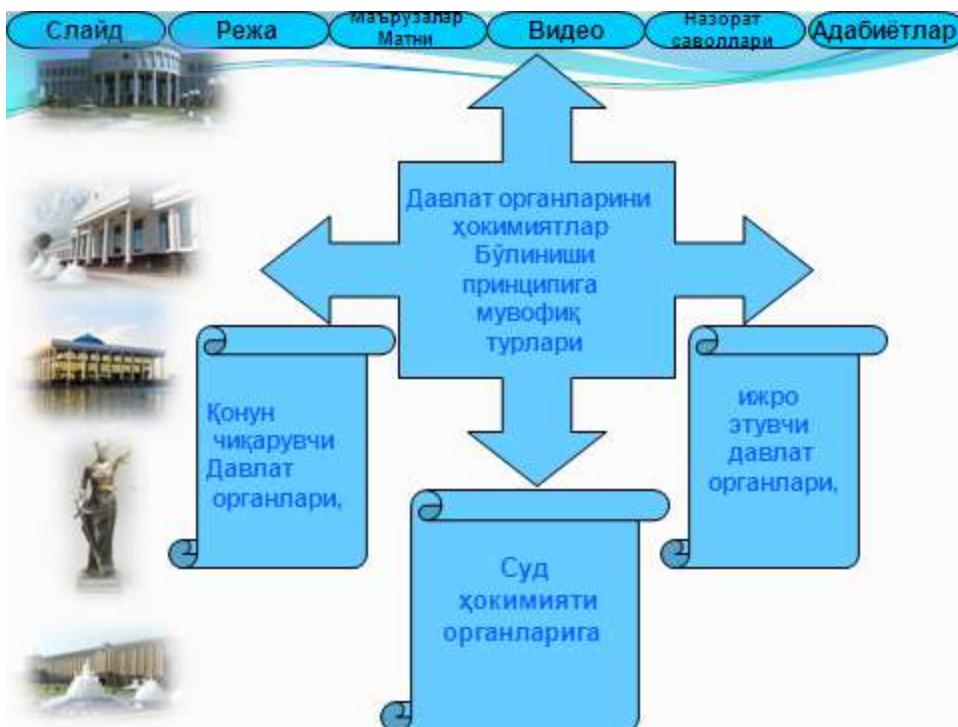 Слайд
Режа
Маърузалар
Матни
Видео
Назорат
саволлари
Адабиётлар
Давлат органларини
ҳокимиятлар
Бўлиниши
принципига
мувофиқ
турлари
Қонун
чиқарувчи
Давлат
органлари,
ижро
этувчи
давлат
органлари,
Суд
ҳокимияти
органларига